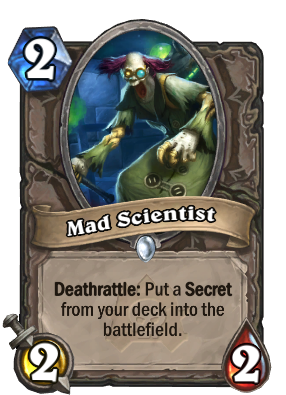 2
Mad Scientist
Deathrattle: Put a Secret
from your deck into the
battlefield.
2
2